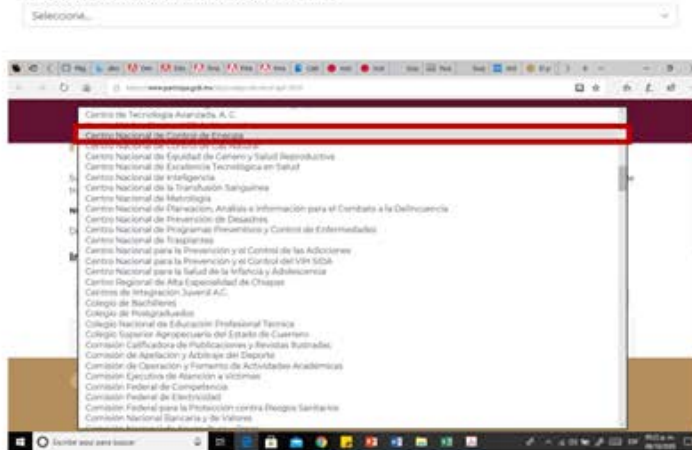 Selecciona...
www.participa.gob.mx
Centro de Tecnología Avanzada, A. C.
Centro Nacional de Control de Energía
Centro Nacional de Control de Gas Natural
Centro Nacional de Equidad de Género y Salud Reproductiva
Centro Nacional de Excelencia Tecnológica en Salud
Centro Nacional de Inteligencia
Centro Nacional de la Transfusión Sanguínea
Centro Nacional de Metrología
Centro Nacional de Planeación, Análisis e Información para el Combate a la Delincuencia
Centro Nacional de Prevención de Desastres
Centro Nacional de Programas Preventivos y Control de Enfermedades
Centro Nacional de Trasplantes
Centro Nacional para la Prevención y el Control de las Adicciones
Centro Nacional para la Prevención y el Control del VIH SIDA
Centro Nacional para la Salud de la Infancia y Adolescencia
Centro Regional de Alta Especialidad de Chiapas
Centros de Integración Juvenil A.C.
Colegio de Bachilleres
Colegio de Postgraduados
Colegio Nacional de Educación Profesional Técnica
Colegio Superior Agropecuario del Estado de Guerrero
Comisión Calificadora de Publicaciones y Revistas Ilustradas
Comisión de Apelación y Arbitraje del Deporte
Comisión de Operación y Fomento de Actividades Académicas
Comisión Ejecutiva de Atención a Víctimas
Comisión Federal de Competencia
Comisión Federal de Electricidad
Comisión Federal para la Protección contra Riesgos Sanitarios
Comisión Nacional Bancaria y de Valores
Escribe aquí para buscar